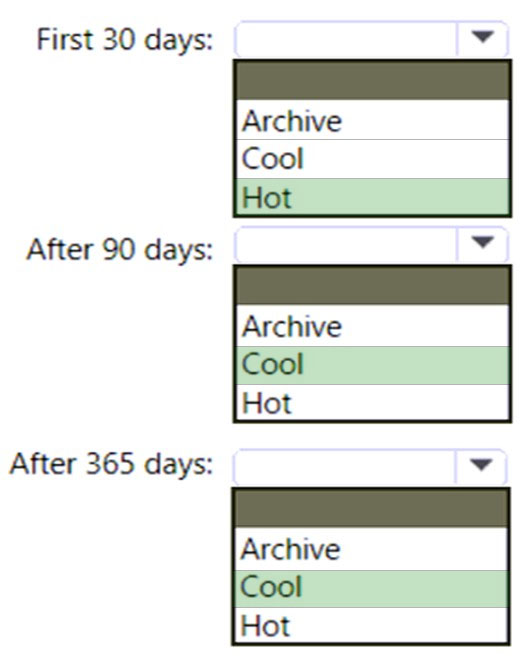 First 30 days:
Archive
Cool
Hot
After 90 days:
Archive
Cool
Hot
After 365 days:
Archive
Cool
Hot